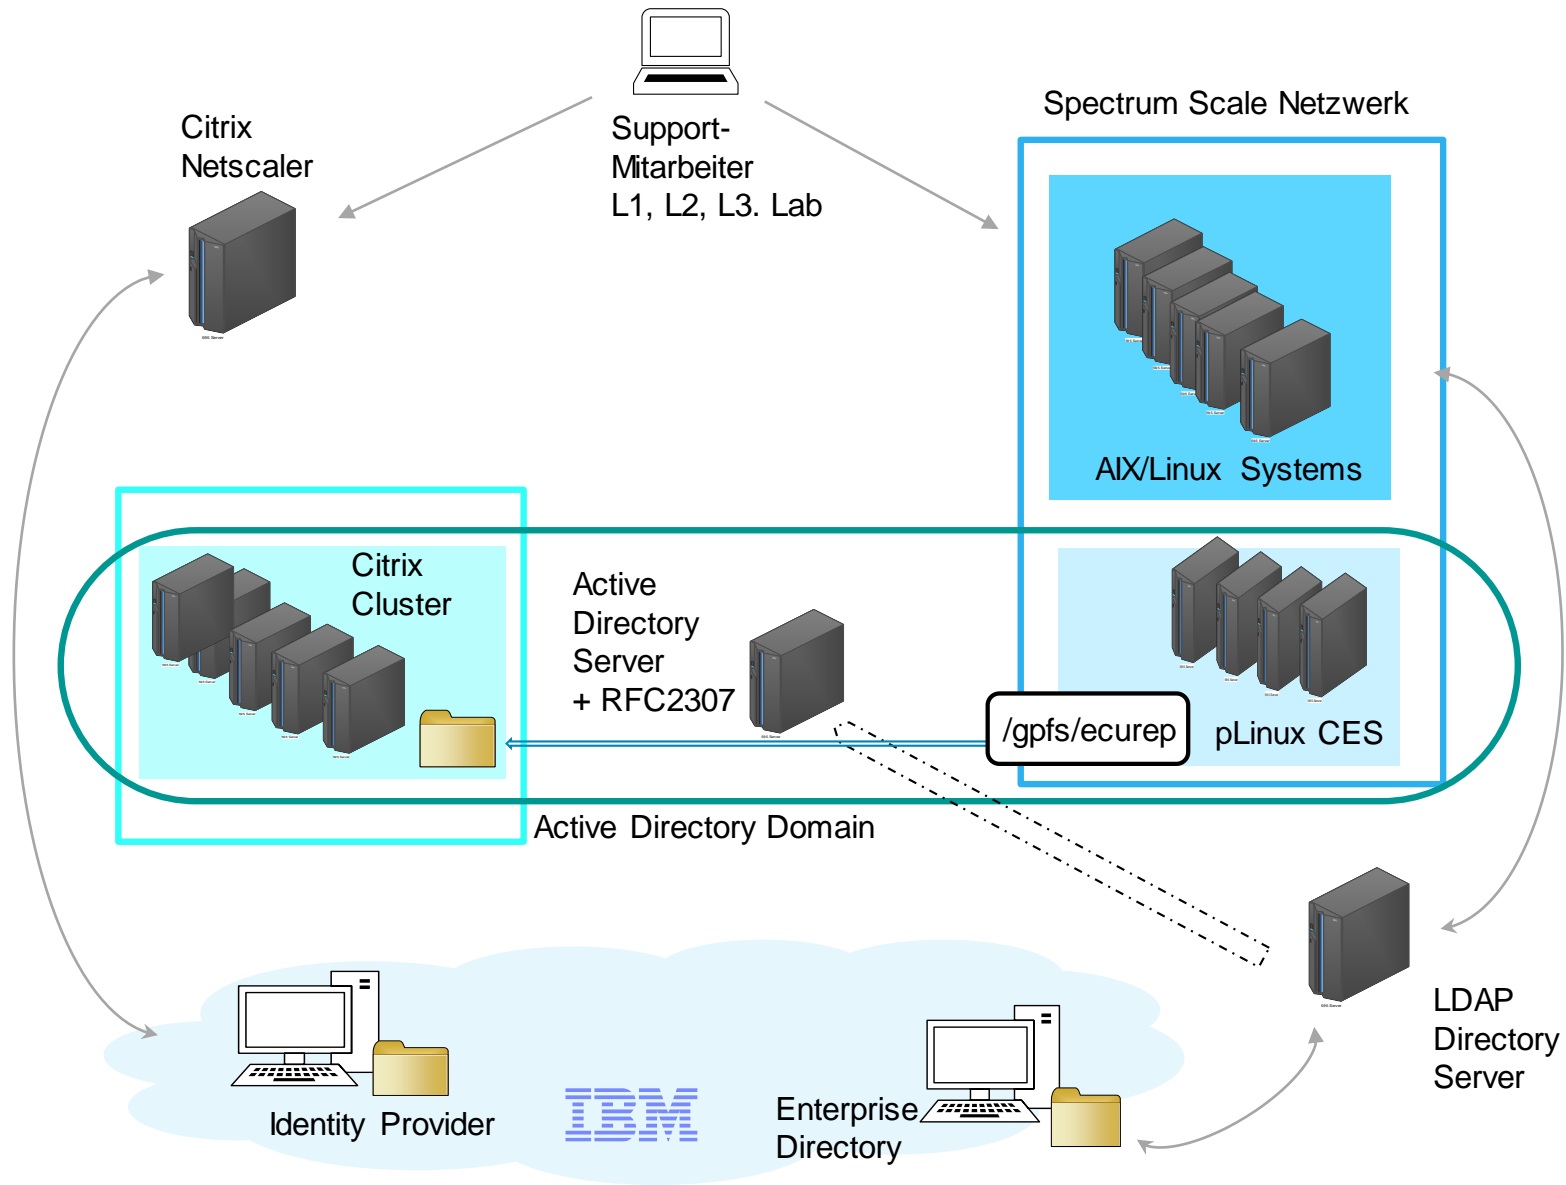 Spectrum Scale Netzwerk
Citrix
Netscaler
Support-
Mitarbeiter
L1, L2, L3. Lab
AIX/Linux Systems
Citrix
Cluster
Active
Directory
Server
+ RFC2307
/gpfs/ecurep
pLinux CES
Active Directory Domain
LDAP
Directory
Server
Identity Provider
IBM
Enterprise
Directory